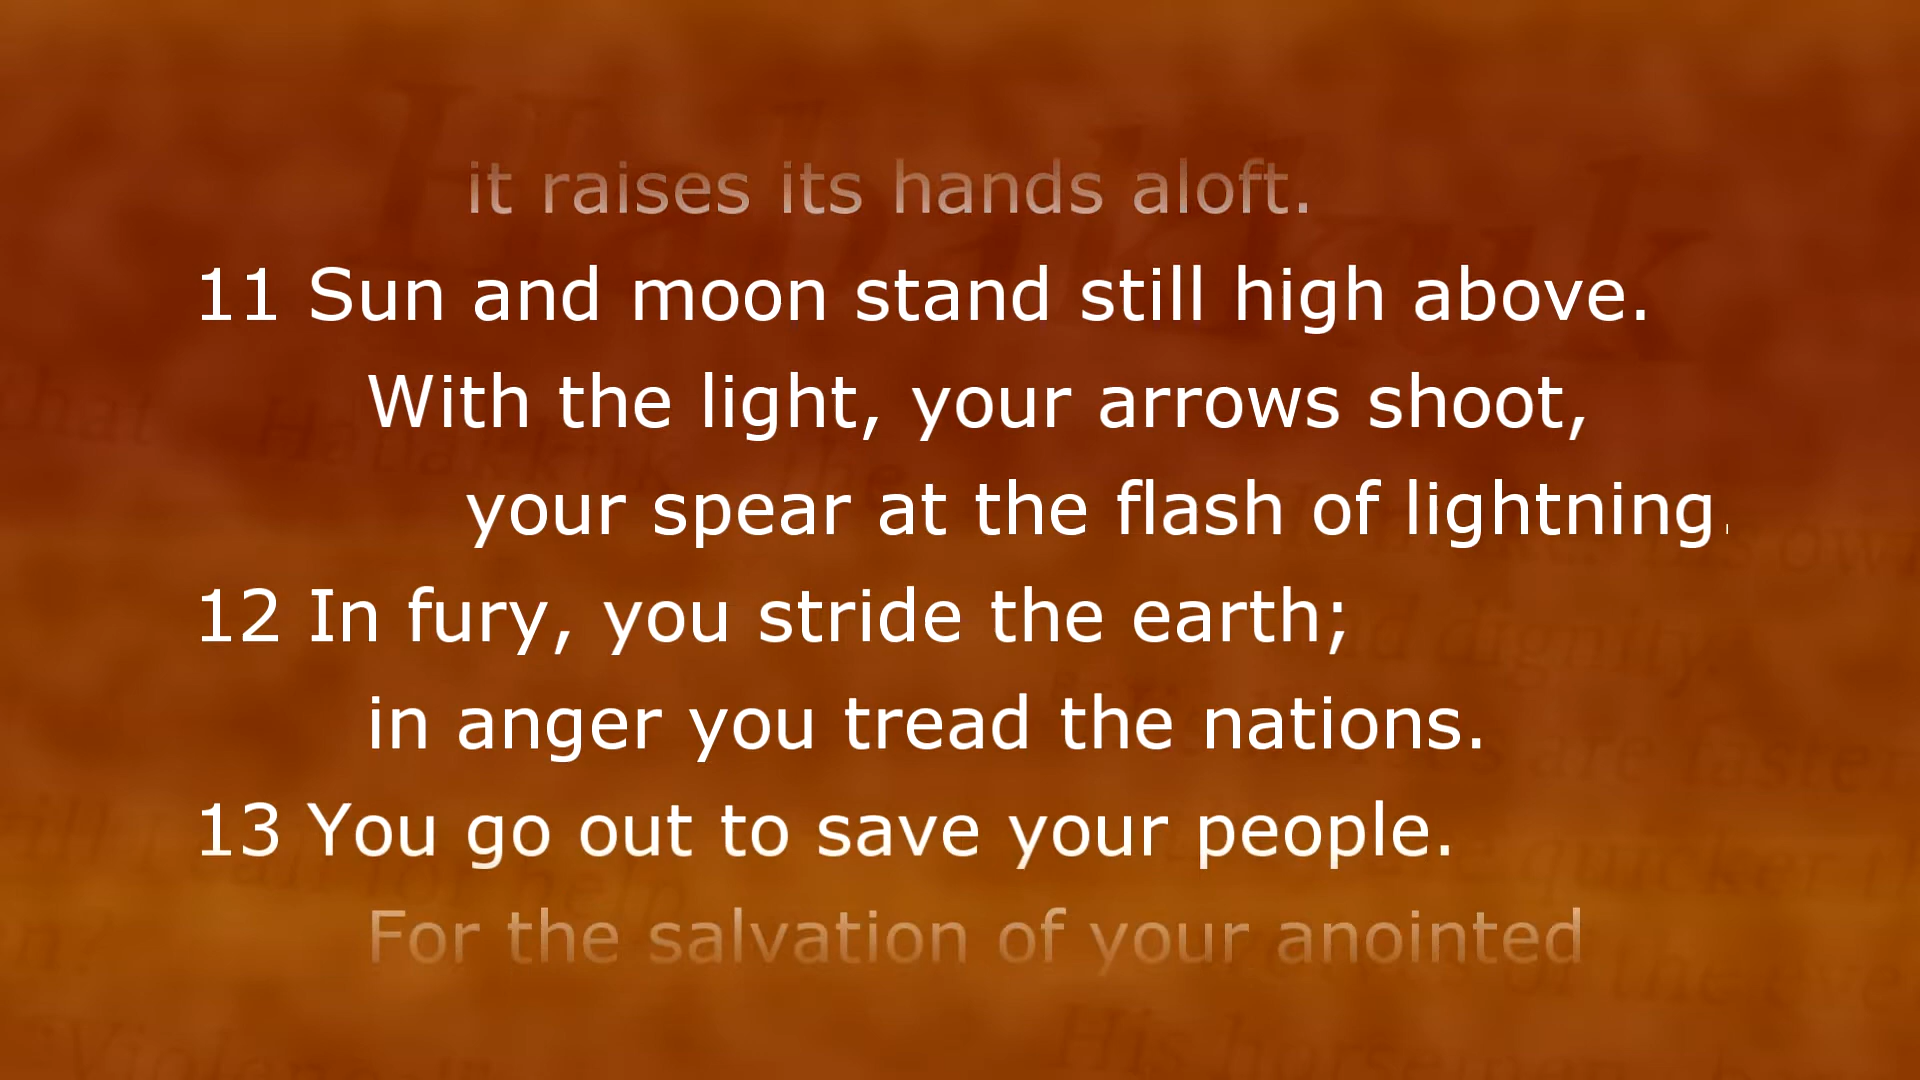 Habakkuk
it raises its hands aloft.
11 Sun and moon stand still high above.
With the light, your arrows shoot,
your spear at the flash of lightning.
12 In fury, you stride the earth;
in anger you tread the nations.
13 You go out to save your people.
For the salvation of your anointed